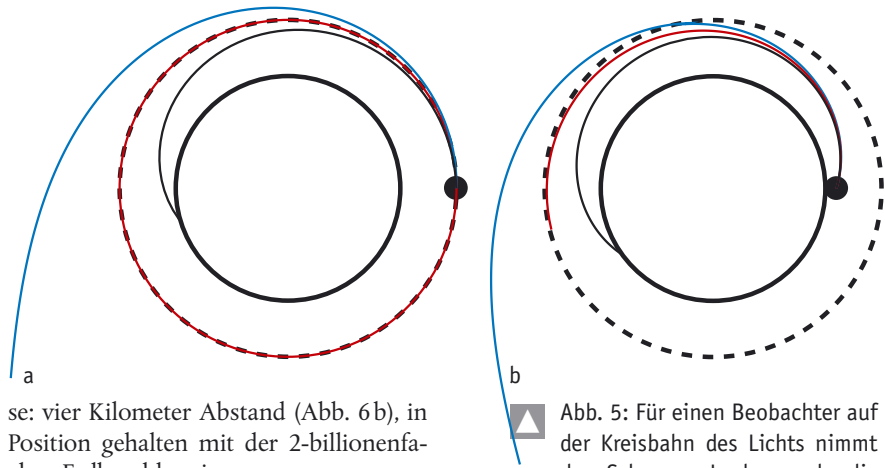 a
b
se: vier Kilometer Abstand (Abb. 6 b), in
Position gehalten mit der 2-billionenfa-
Abb. 5: Für einen Beobachter auf
der Kreisbahn des Lichts nimmt